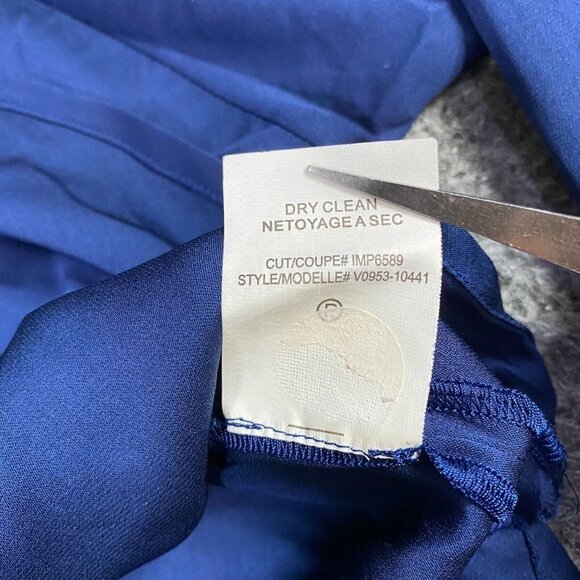 DRY CLEAN
NETOYAGE A SEC
CUT/COUPE# IMP6589
STYLE/MODELLE# V0953-10441
P